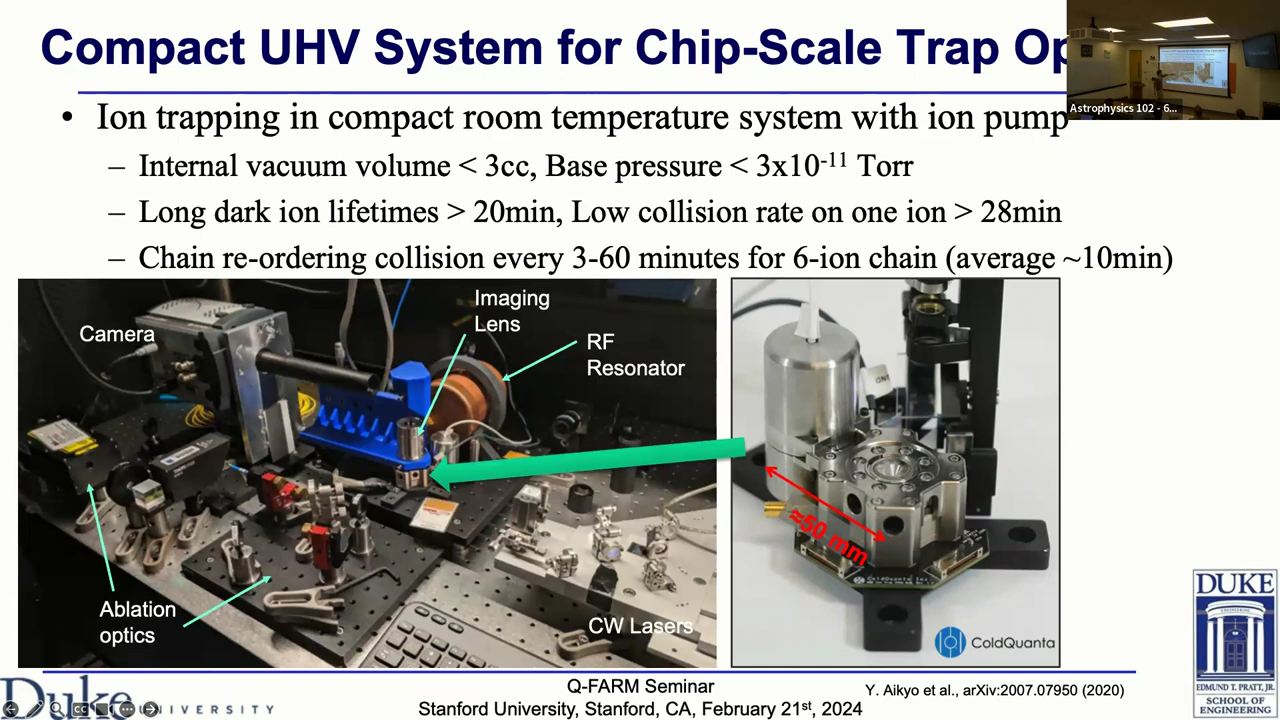 Compact UHV System for Chip-Scale Trap Op
Astrophysics 102 - 6...
• Ion trapping in compact room temperature system with ion pump
– Internal vacuum volume < 3cc, Base pressure < 3x10⁻¹¹ Torr
– Long dark ion lifetimes > 20min, Low collision rate on one ion > 28min
– Chain re-ordering collision every 3-60 minutes for 6-ion chain (average ~10min)
Camera
Imaging
Lens
RF
Resonator
Ablation
optics
CW Lasers
≈50 mm
ColdQuanta
DUKE
EDMUND T. PRATT, JR.
SCHOOL OF
ENGINEERING
Duke
UNIVERSITY
Q-FARM Seminar
Stanford University, Stanford, CA, February 21st, 2024
Y. Aikyo et al., arXiv:2007.07950 (2020)